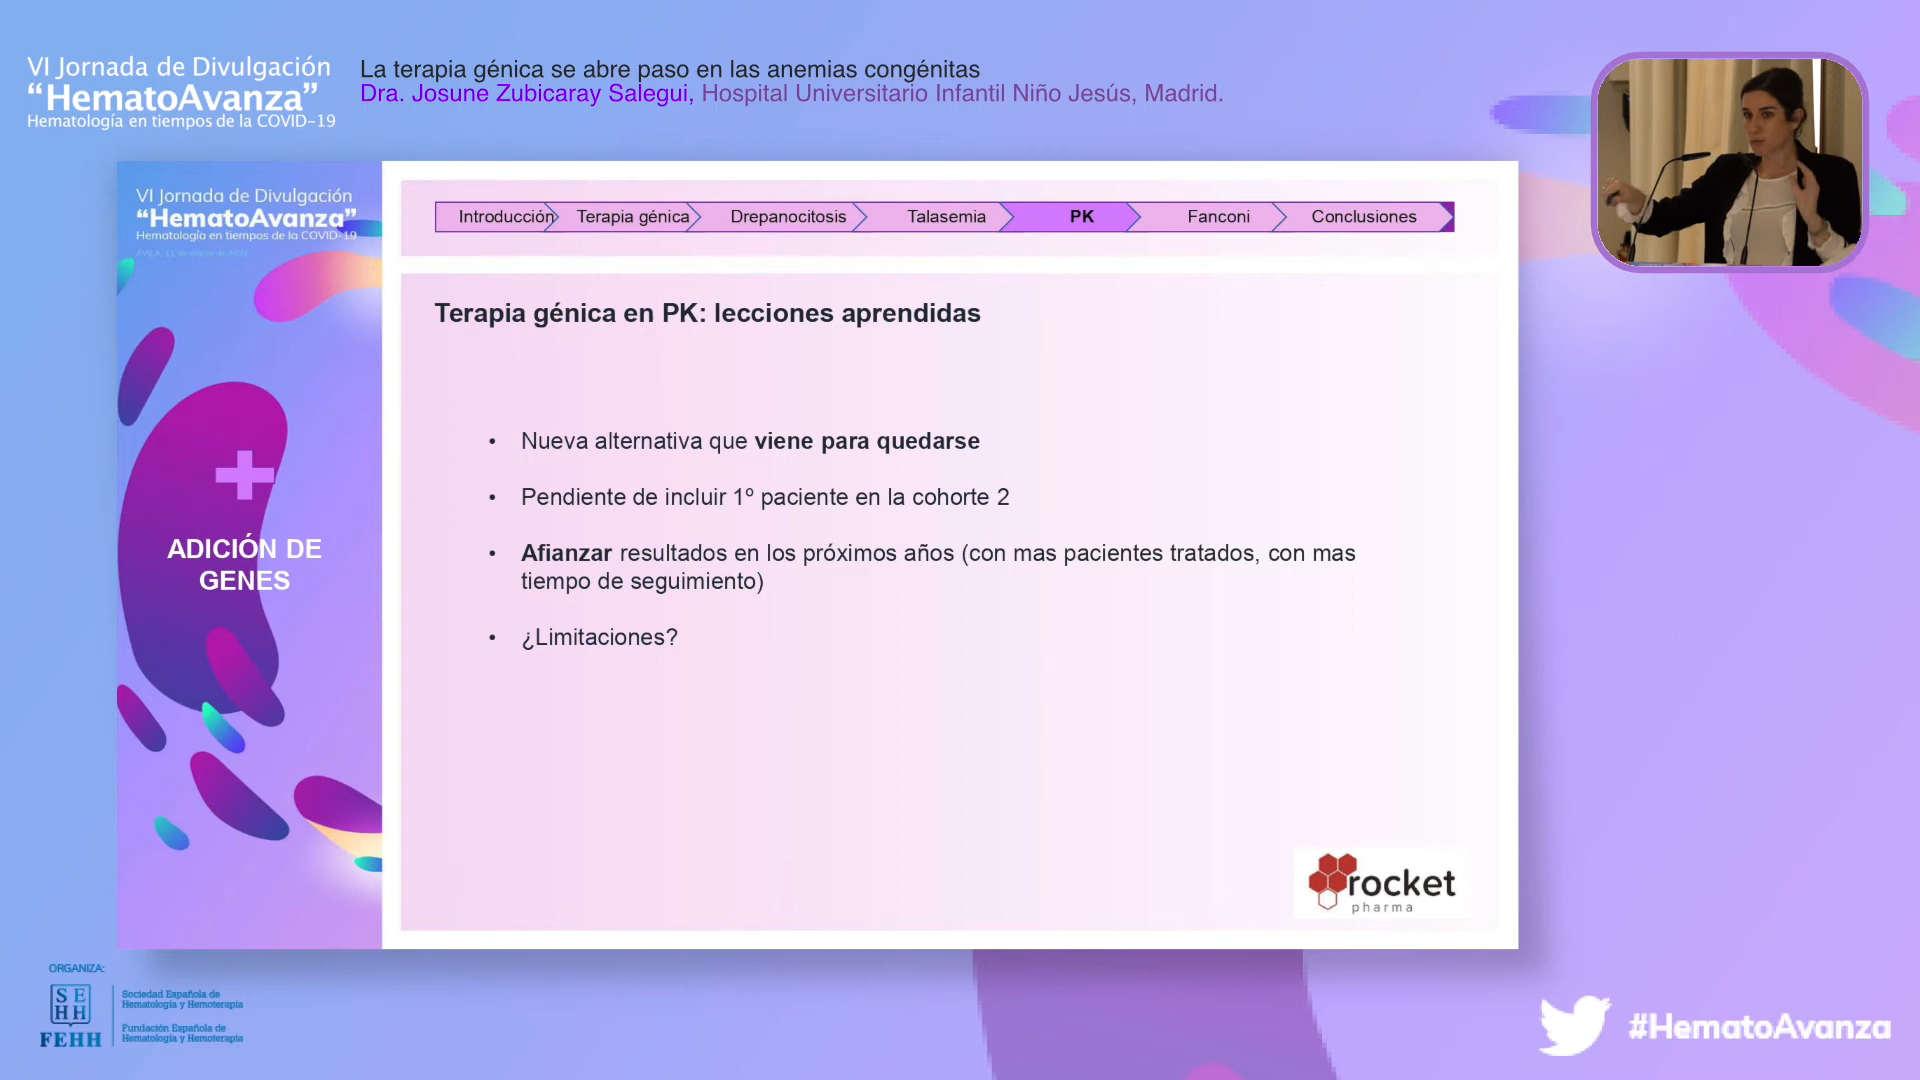 VI Jornada de Divulgación
“HematoAvanza”
Hematología en tiempos de la COVID-19
La terapia génica se abre paso en las anemias congénitas
Dra. Josune Zubicaray Salegui, Hospital Universitario Infantil Niño Jesús, Madrid.
VI Jornada de Divulgación
“HematoAvanza”
Hematología en tiempos de la COVID-19
Introducción Terapia génica Drepanocitosis Talasemia PK Fanconi Conclusiones
Terapia génica en PK: lecciones aprendidas
ADICIÓN DE
GENES
• Nueva alternativa que viene para quedarse
• Pendiente de incluir 1º paciente en la cohorte 2
• Afianzar resultados en los próximos años (con mas pacientes tratados, con mas
tiempo de seguimiento)
• ¿Limitaciones?
rocket
pharma
ORGANIZA:
SE
HH
FEHH
Sociedad Española de
Hematología y Hemoterapia
Fundación Española de
Hematología y Hemoterapia
#HematoAvanza